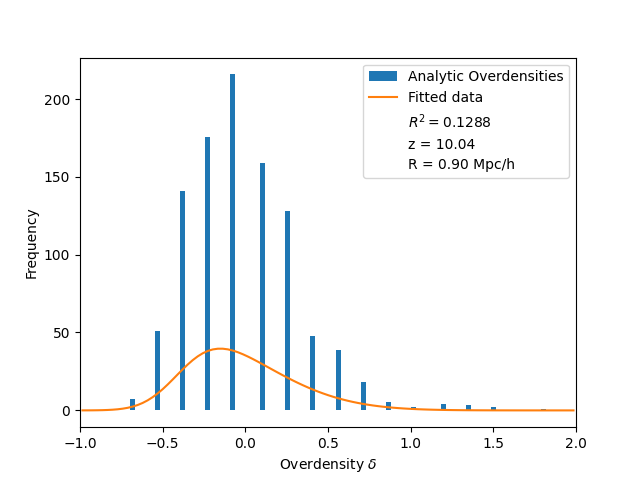 Analytic Overdensities
Fitted data
R² = 0.1288
z = 10.04
R = 0.90 Mpc/h
Frequency
200
150
100
50
0
−1.0 −0.5 0.0 0.5 1.0 1.5 2.0
Overdensity δ